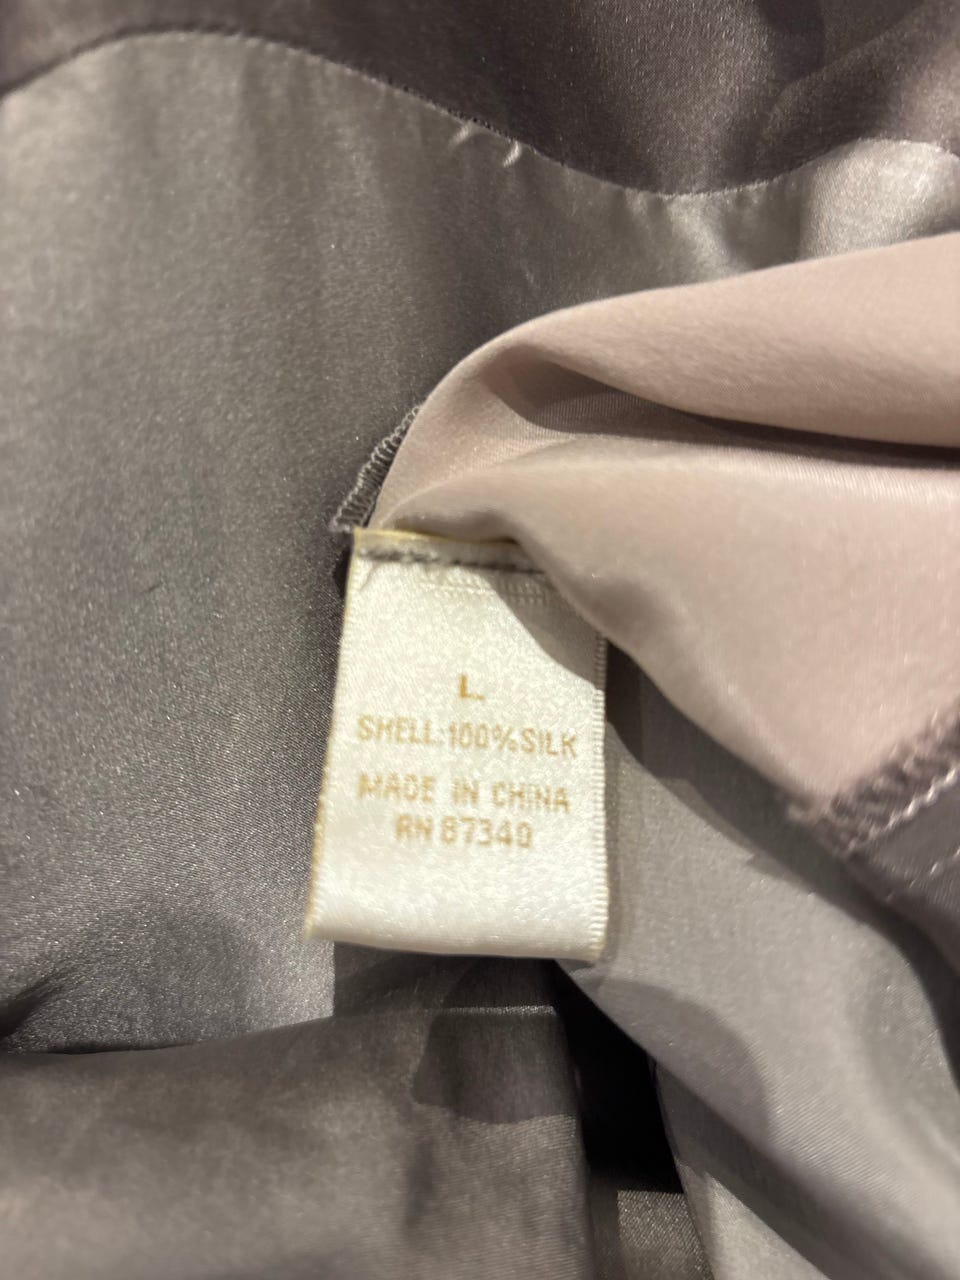 L
SHELL:100%SILK
MADE IN CHINA
RN 87340